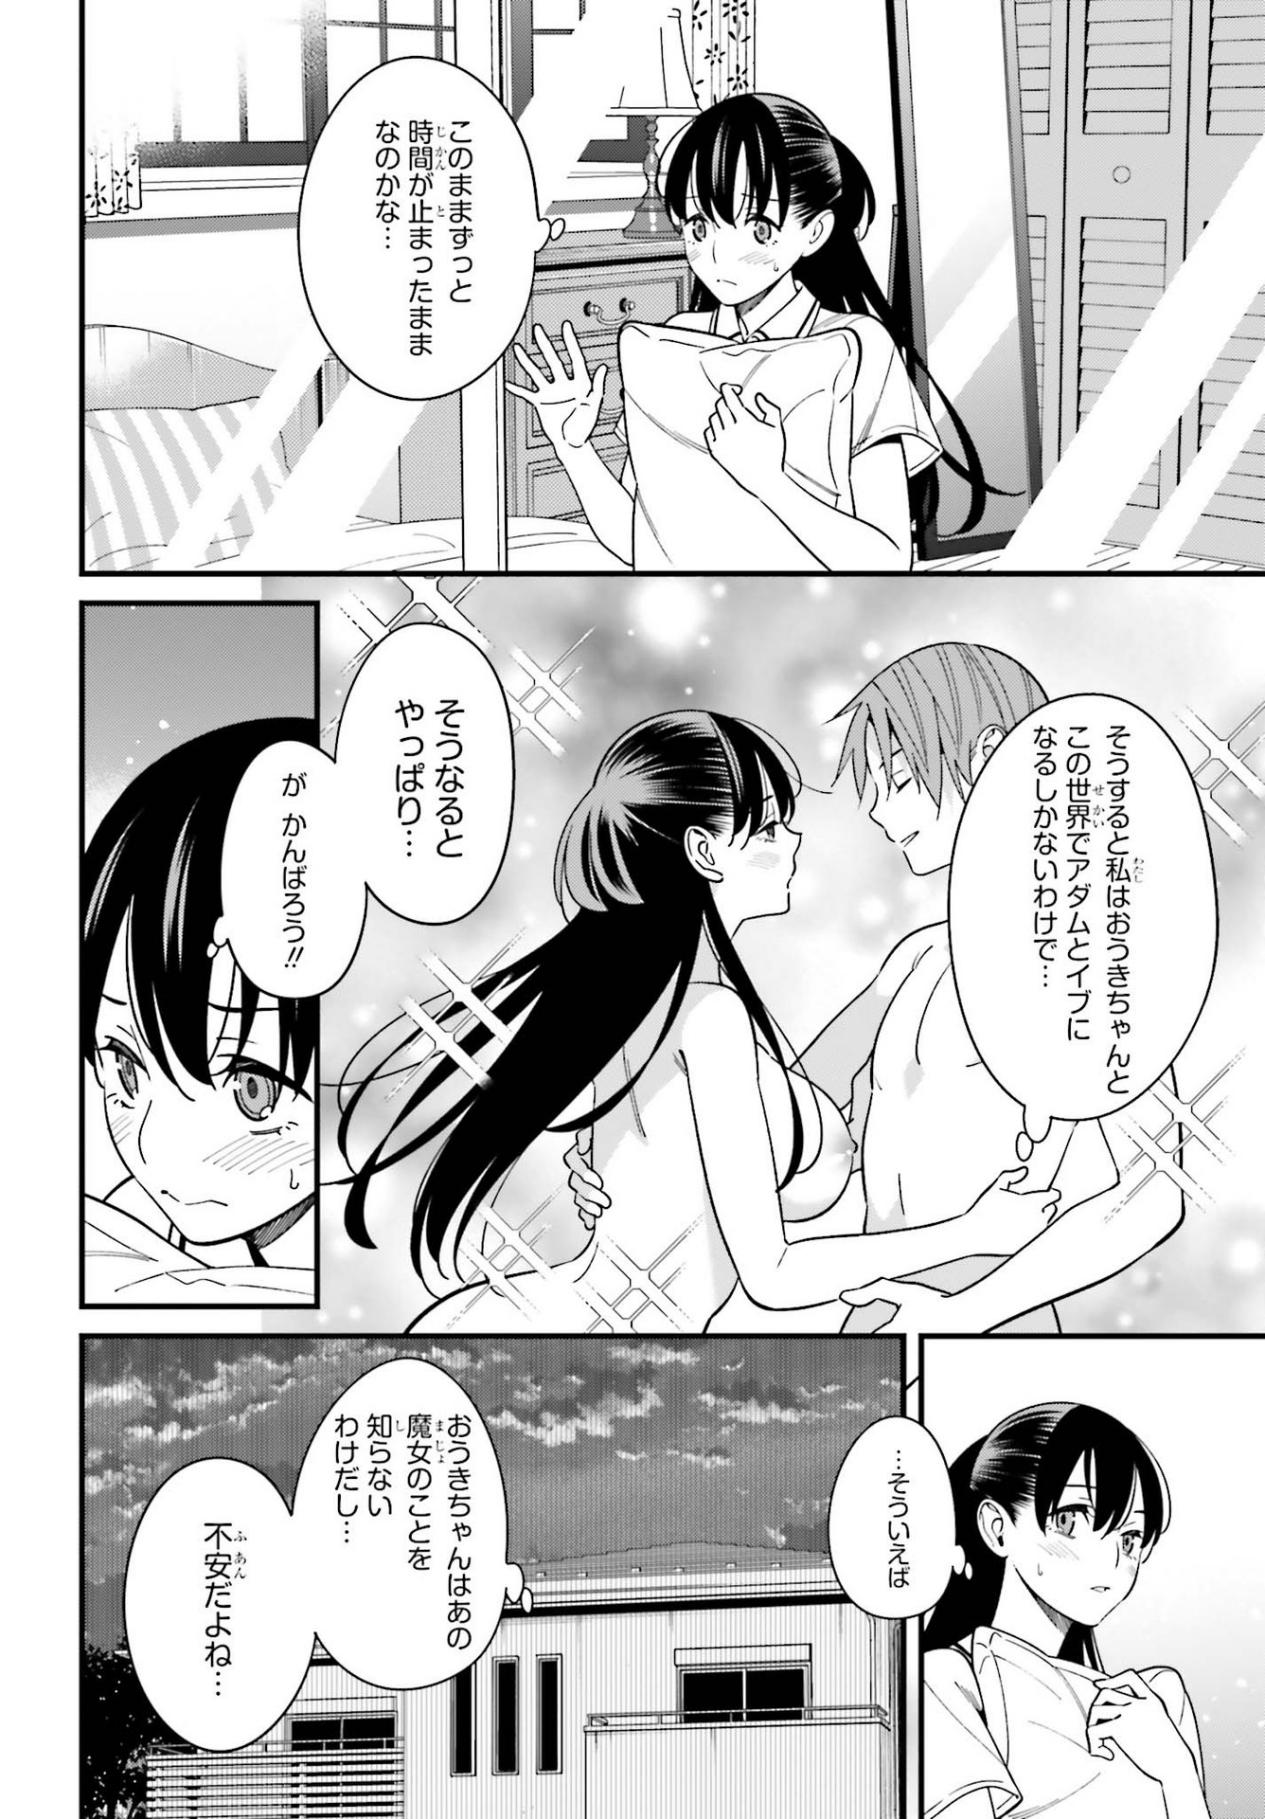 このままずっと
時間が止まったまま
なのかな…
そうすると私はおうきちゃんと
この世界でアダムとイブに
なるしかないわけで…
そうなると
やっぱり…
が かんばろう!!
…そういえば
おうきちゃんはあの
魔女のことを
知らない
わけだし…
不安だよね…